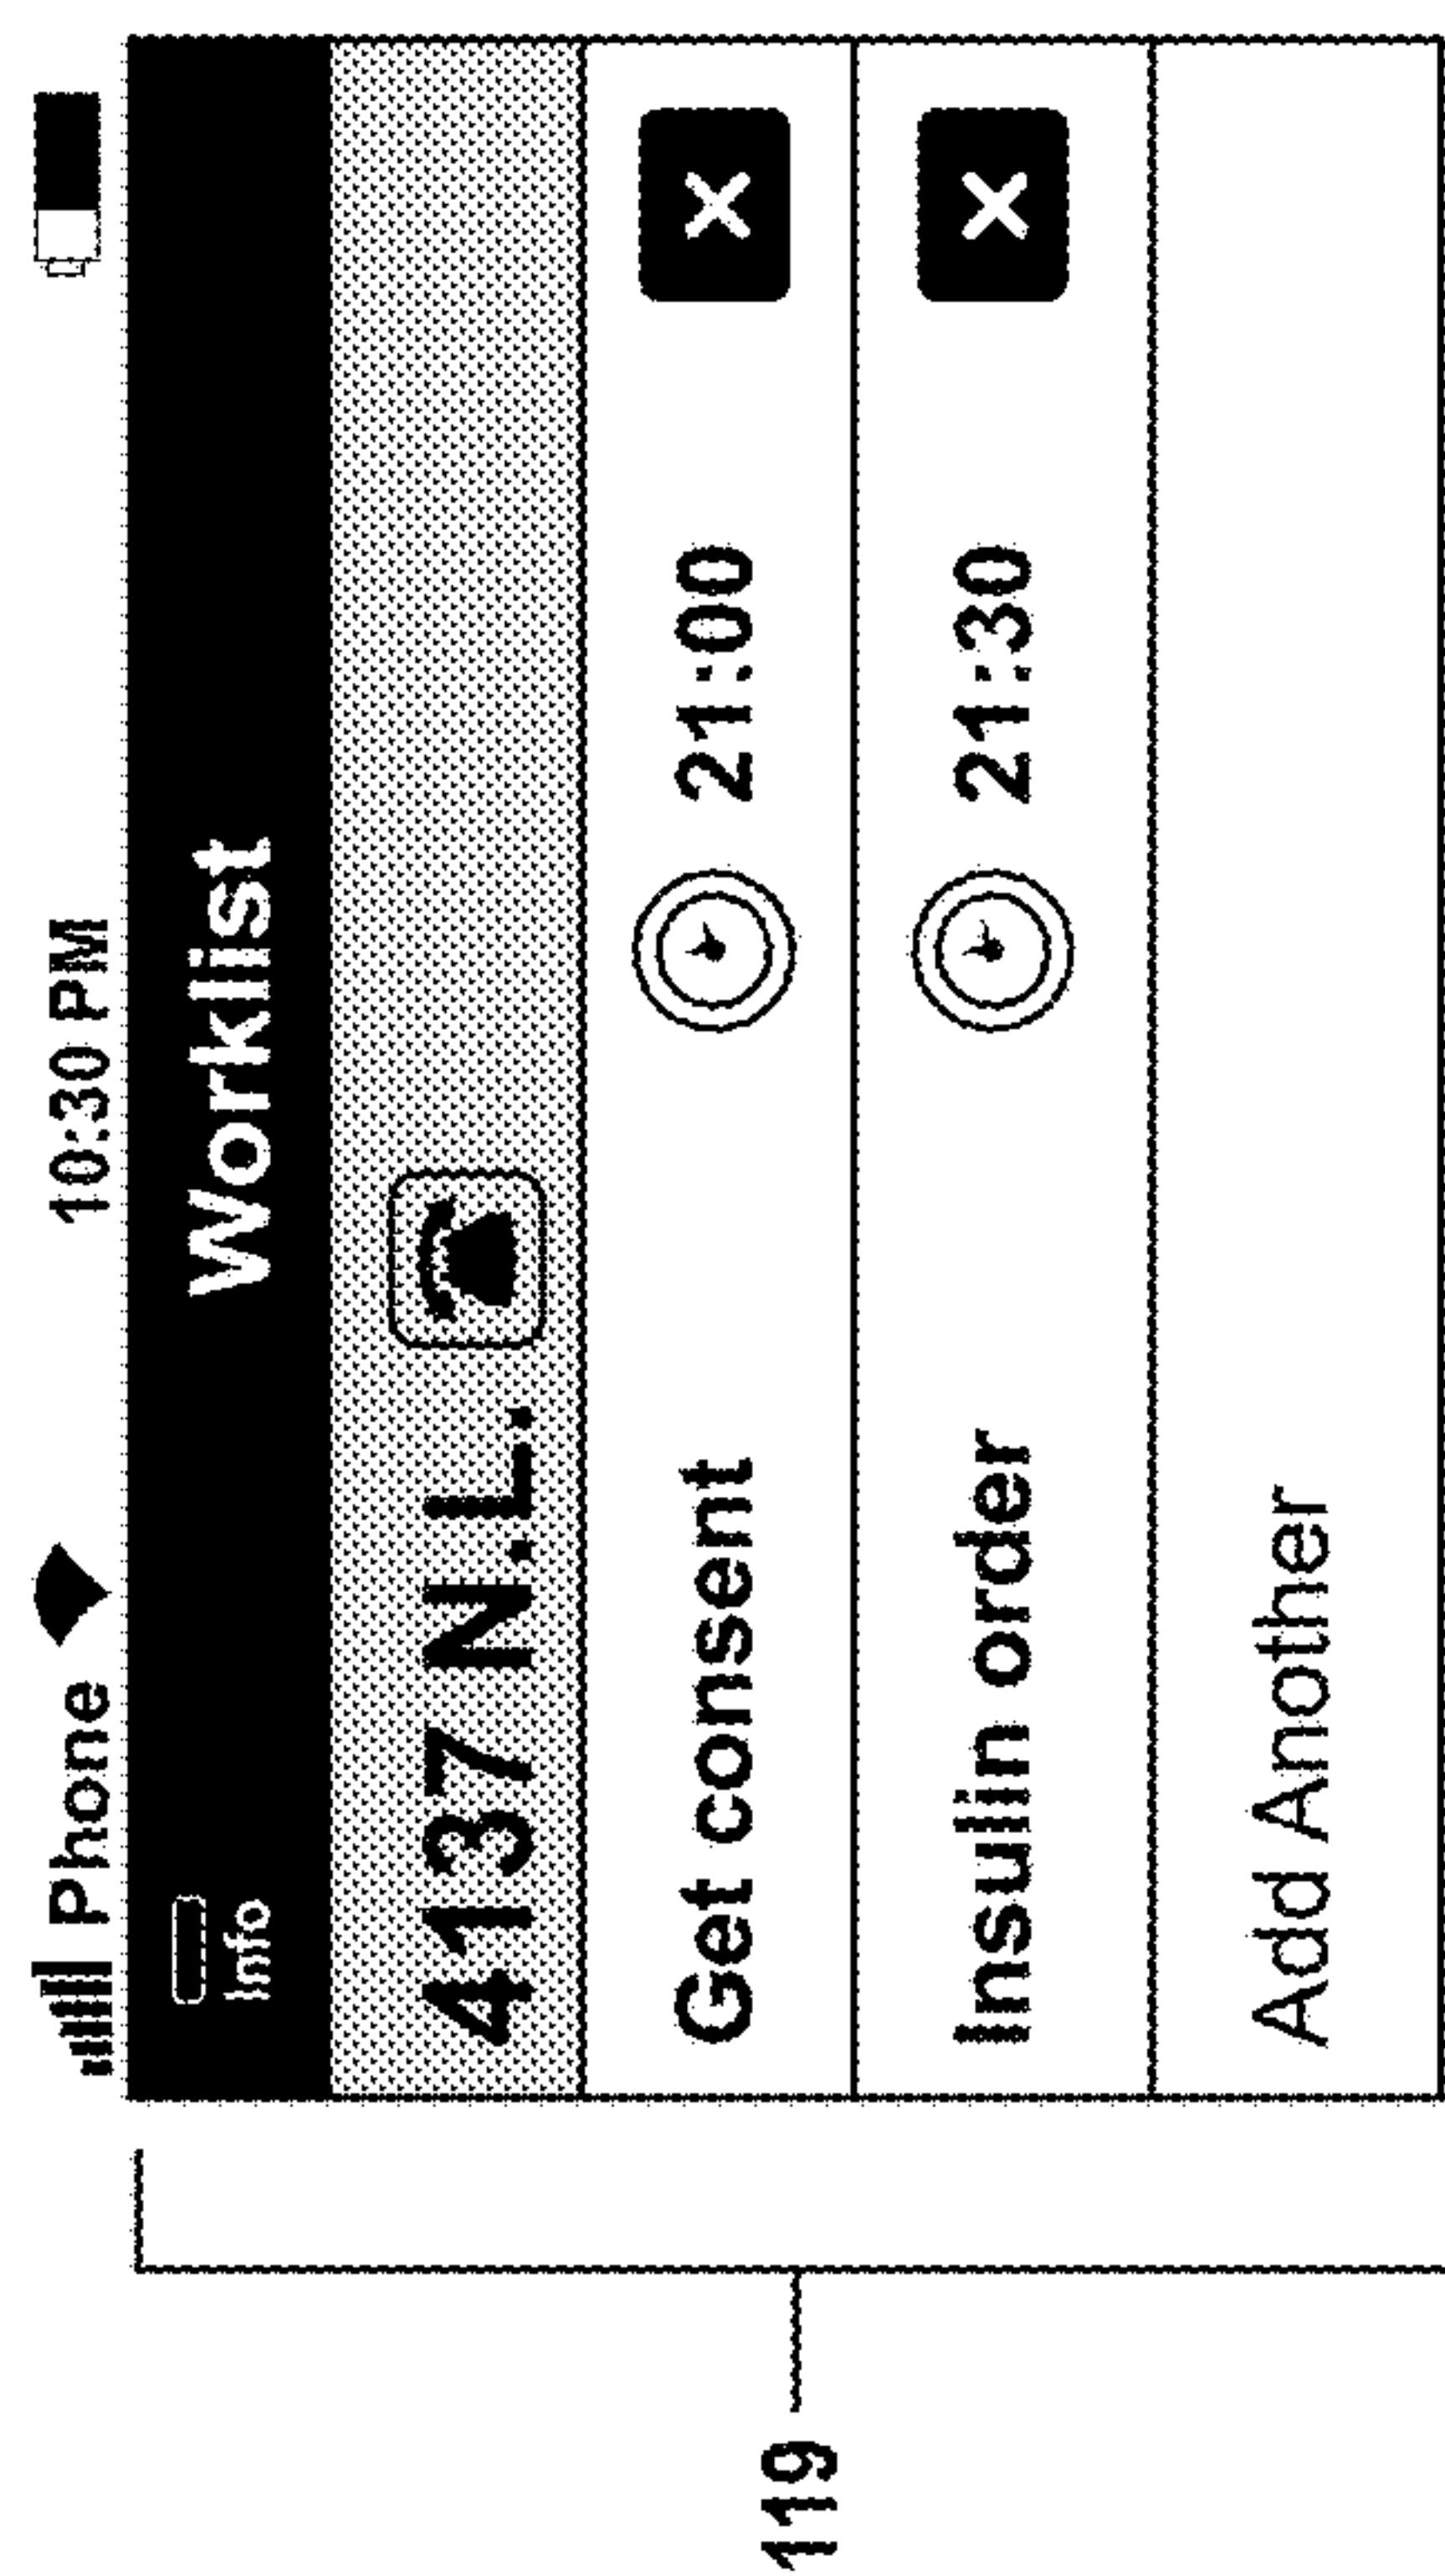 Phone 10:30 PM
Info
Worklist
4137 N.L.
Get consent 21:00 ×
Insulin order 21:30 ×
Add Another
119